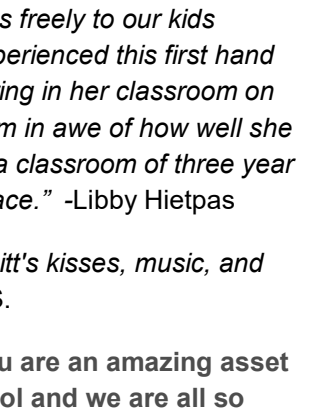 s freely to our kids
perienced this first hand
ing in her classroom on
m in awe of how well she
a classroom of three year
ace.” -Libby Hietpas
itt's kisses, music, and
S.
u are an amazing asset
ol and we are all so